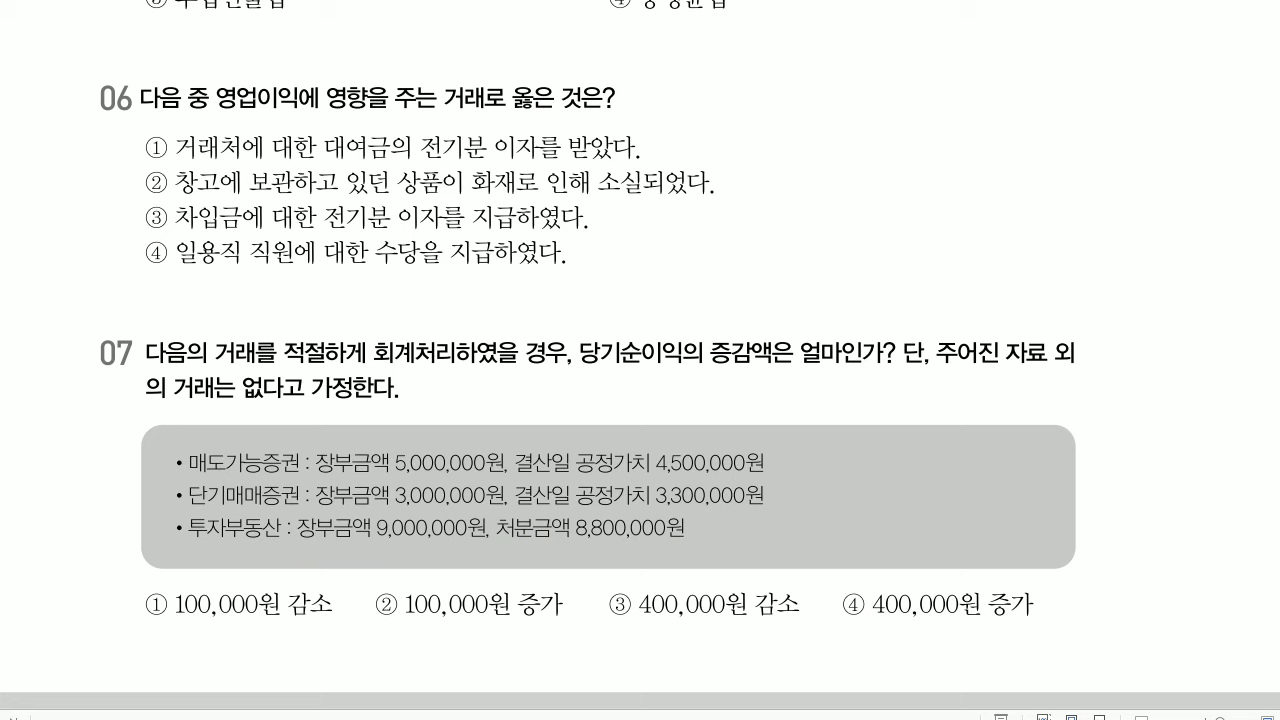 06 다음 중 영업이익에 영향을 주는 거래로 옳은 것은?
① 거래처에 대한 대여금의 전기분 이자를 받았다.
② 창고에 보관하고 있던 상품이 화재로 인해 소실되었다.
③ 차입금에 대한 전기분 이자를 지급하였다.
④ 일용직 직원에 대한 수당을 지급하였다.
07 다음의 거래를 적절하게 회계처리하였을 경우, 당기순이익의 증감액은 얼마인가? 단, 주어진 자료 외
의 거래는 없다고 가정한다.
• 매도가능증권 : 장부금액 5,000,000원, 결산일 공정가치 4,500,000원
• 단기매매증권 : 장부금액 3,000,000원, 결산일 공정가치 3,300,000원
• 투자부동산 : 장부금액 9,000,000원, 처분금액 8,800,000원
① 100,000원 감소 ② 100,000원 증가 ③ 400,000원 감소 ④ 400,000원 증가